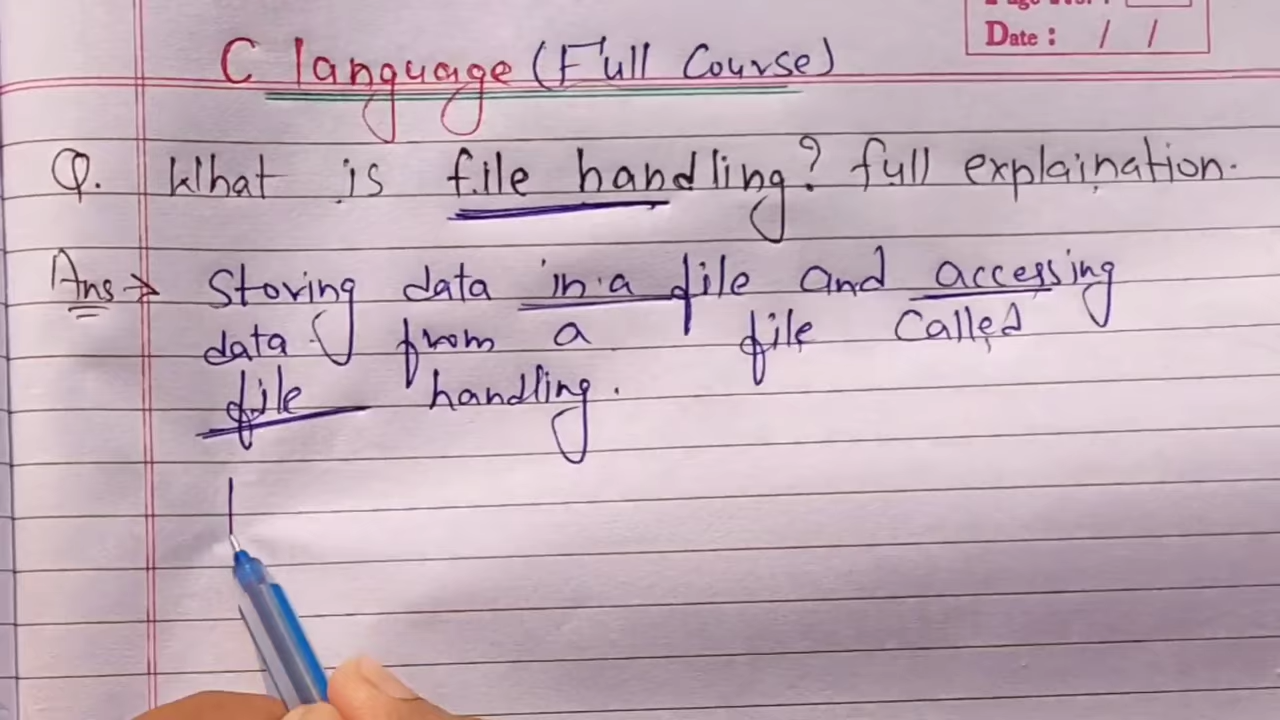 Date : / /
C language (Full Course)
Q. What is file handling? full explaination.
Ans → Storing data in a file and accessing
data from a file called
file handling.